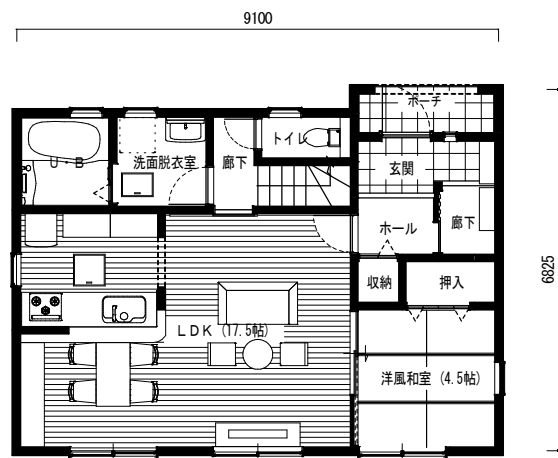 9100
ポーチ
トイレ
U・B
洗面脱衣室
廊下
玄関
ホール
廊下
収納
押入
6825
LDK (17.5帖)
洋風和室 (4.5帖)